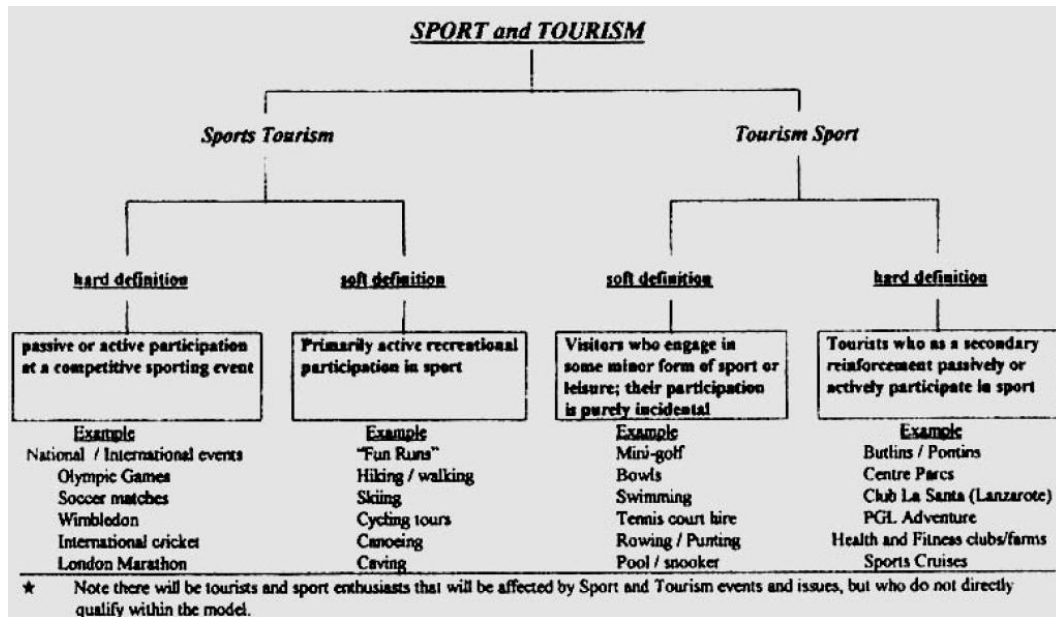 SPORT and TOURISM
Sports Tourism
Tourism Sport
hard definition
passive or active participation
at a competitive sporting event
Example
National / International events
Olympic Games
Soccer matches
Wimbledon
International cricket
London Marathon
soft definition
Primarily active recreational
participation in sport
Example
"Fun Runs"
Hiking / walking
Skiing
Cycling tours
Canoeing
Caving
soft definition
Visitors who engage in
some minor form of sport or
leisure; their participation
is purely incidental
Example
Mini-golf
Bowls
Swimming
Tennis court hire
Rowing / Punting
Pool / snooker
hard definition
Tourists who as a secondary
reinforcement passively or
actively participate in sport
Example
Butlins / Pontins
Centre Parcs
Club La Santa (Lanzarote)
PGL Adventure
Health and Fitness clubs/farms
Sports Cruises
★ Note there will be tourists and sport enthusiasts that will be affected by Sport and Tourism events and issues, but who do not directly
qualify within the model.